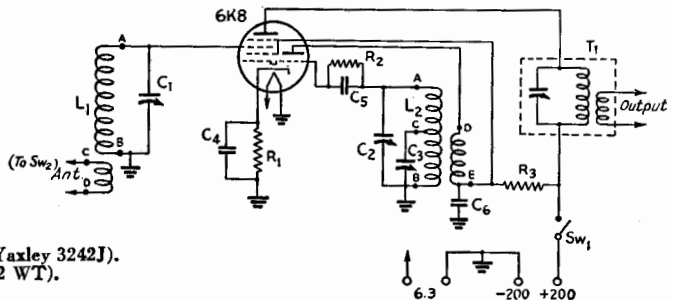 6K8
A
L1
C1
B
C
(To Sw2)
Ant.
D
C4
R1
R2
C5
A
L2
C2
C
C3
B
D
E
C6
R3
T1
Output
Sw1
6.3
-200 +200
Yaxley 3242J).
2 WT).